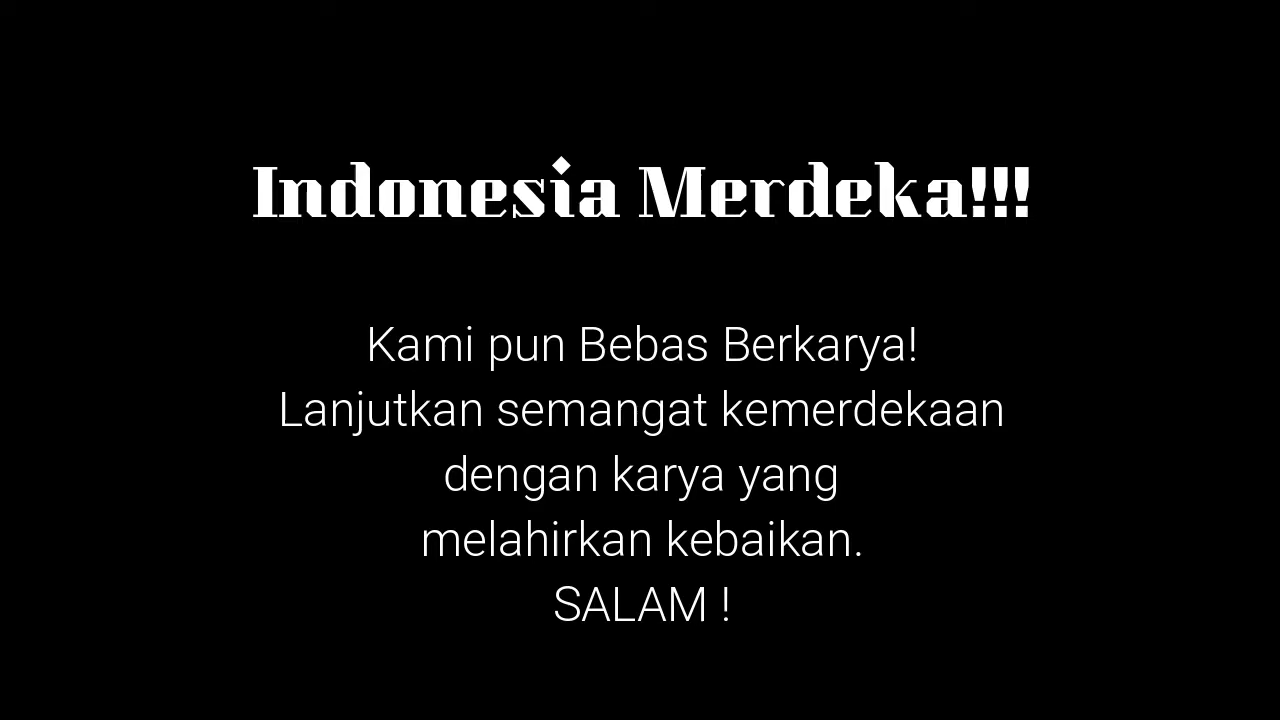 Indonesia Merdeka!!!
Kami pun Bebas Berkarya!
Lanjutkan semangat kemerdekaan
dengan karya yang
melahirkan kebaikan.
SALAM !